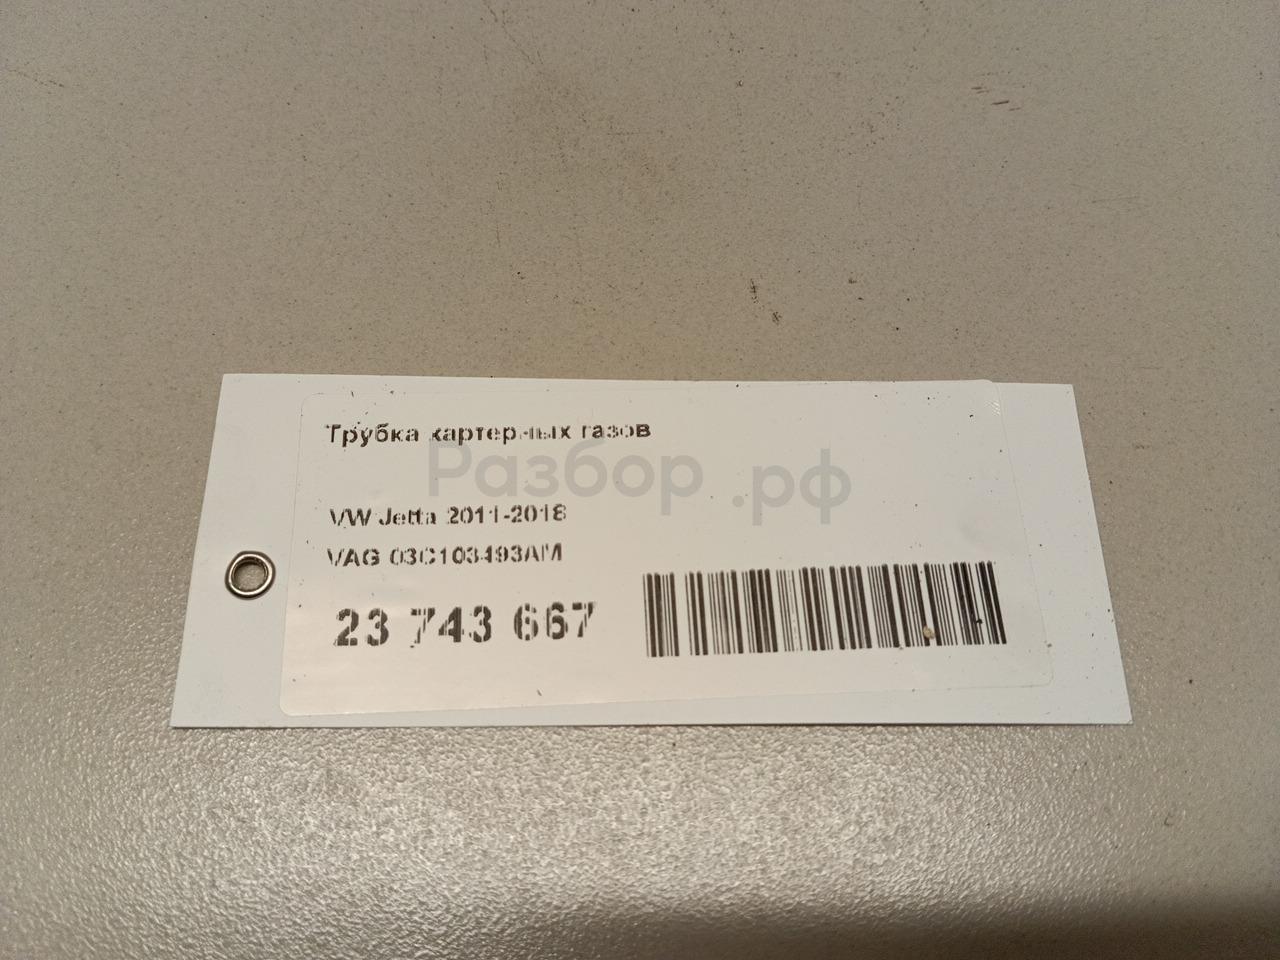 Трубка картерных газов
Разбор.рф
VW Jetta 2011-2018
VAG 03C103493AM
23 743 667